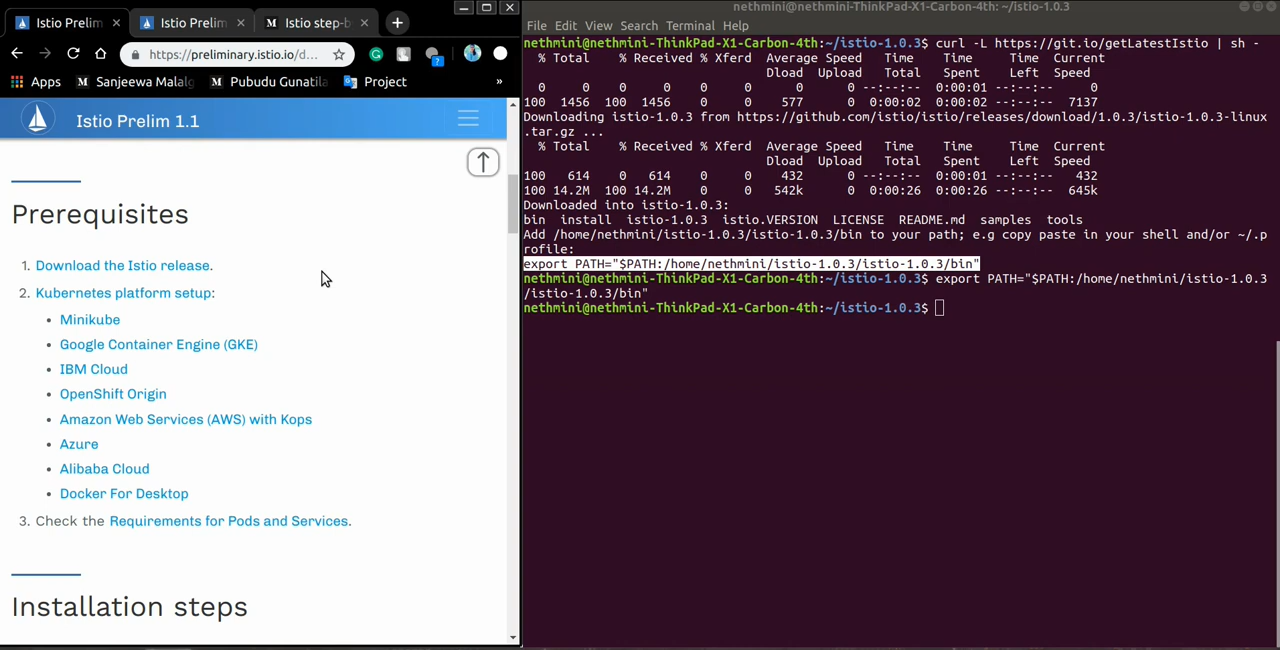 Istio Prelim
Istio Prelim
Istio step-b
https://preliminary.istio.io/d...
Apps
Sanjeewa Malalg
Pubudu Gunatila
Project
»
Istio Prelim 1.1
Prerequisites
1. Download the Istio release.
2. Kubernetes platform setup:
Minikube
Google Container Engine (GKE)
IBM Cloud
OpenShift Origin
Amazon Web Services (AWS) with Kops
Azure
Alibaba Cloud
Docker For Desktop
3. Check the Requirements for Pods and Services.
Installation steps
nethmini@nethmini-ThinkPad-X1-Carbon-4th: ~/istio-1.0.3
File Edit View Search Terminal Help
nethmini@nethmini-ThinkPad-X1-Carbon-4th:~/istio-1.0.3$ curl -L https://git.io/getLatestIstio | sh -
% Total % Received % Xferd Average Speed Time Time Time Current
Dload Upload Total Spent Left Speed
0 0 0 0 0 0 0 0 --:--:-- 0:00:01 --:--:-- 0
100 1456 100 1456 0 0 577 0 0:00:02 0:00:02 --:--:-- 7137
Downloading istio-1.0.3 from https://github.com/istio/istio/releases/download/1.0.3/istio-1.0.3-linux
.tar.gz ...
% Total % Received % Xferd Average Speed Time Time Time Current
Dload Upload Total Spent Left Speed
100 614 0 614 0 0 432 0 --:--:-- 0:00:01 --:--:-- 432
100 14.2M 100 14.2M 0 0 542k 0 0:00:26 0:00:26 --:--:-- 645k
Downloaded into istio-1.0.3:
bin install istio-1.0.3 istio.VERSION LICENSE README.md samples tools
Add /home/nethmini/istio-1.0.3/istio-1.0.3/bin to your path; e.g copy paste in your shell and/or ~/.p
rofile:
export PATH="$PATH:/home/nethmini/istio-1.0.3/istio-1.0.3/bin"
nethmini@nethmini-ThinkPad-X1-Carbon-4th:~/istio-1.0.3$ export PATH="$PATH:/home/nethmini/istio-1.0.3
/istio-1.0.3/bin"
nethmini@nethmini-ThinkPad-X1-Carbon-4th:~/istio-1.0.3$